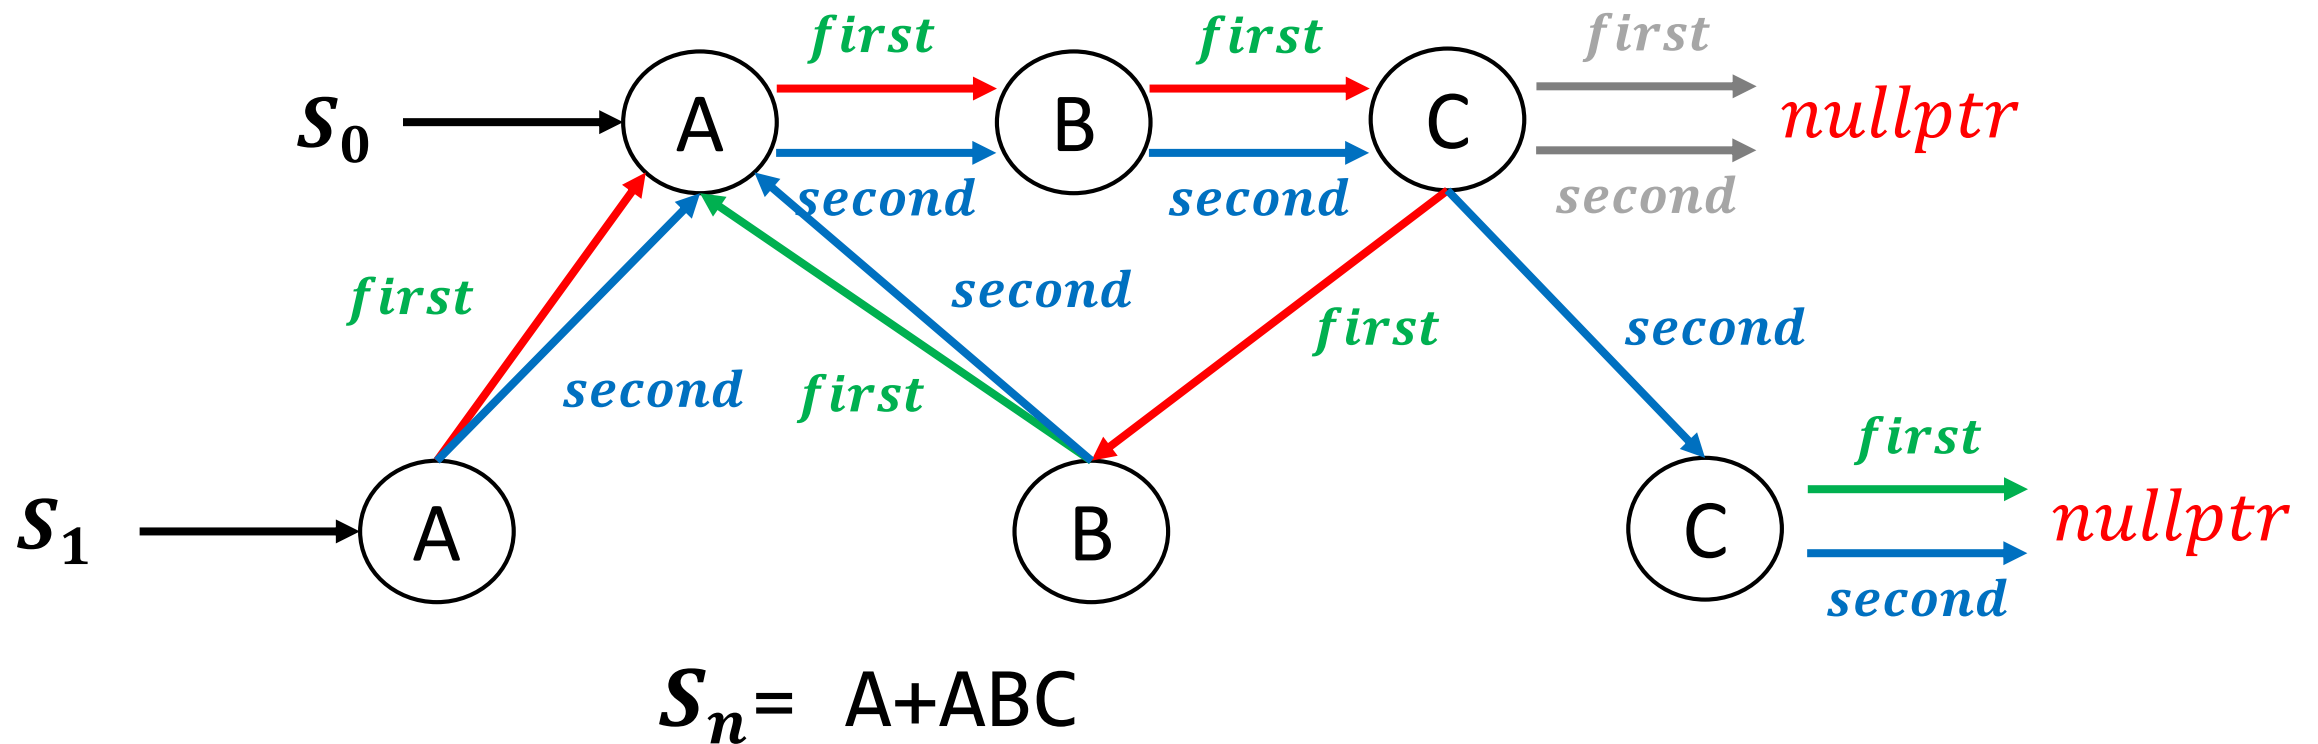 first first first
S₀ A B C nullptr
second second second
first second first second
second first
S₁ A B C first nullptr
second
Sₙ= A+ABC